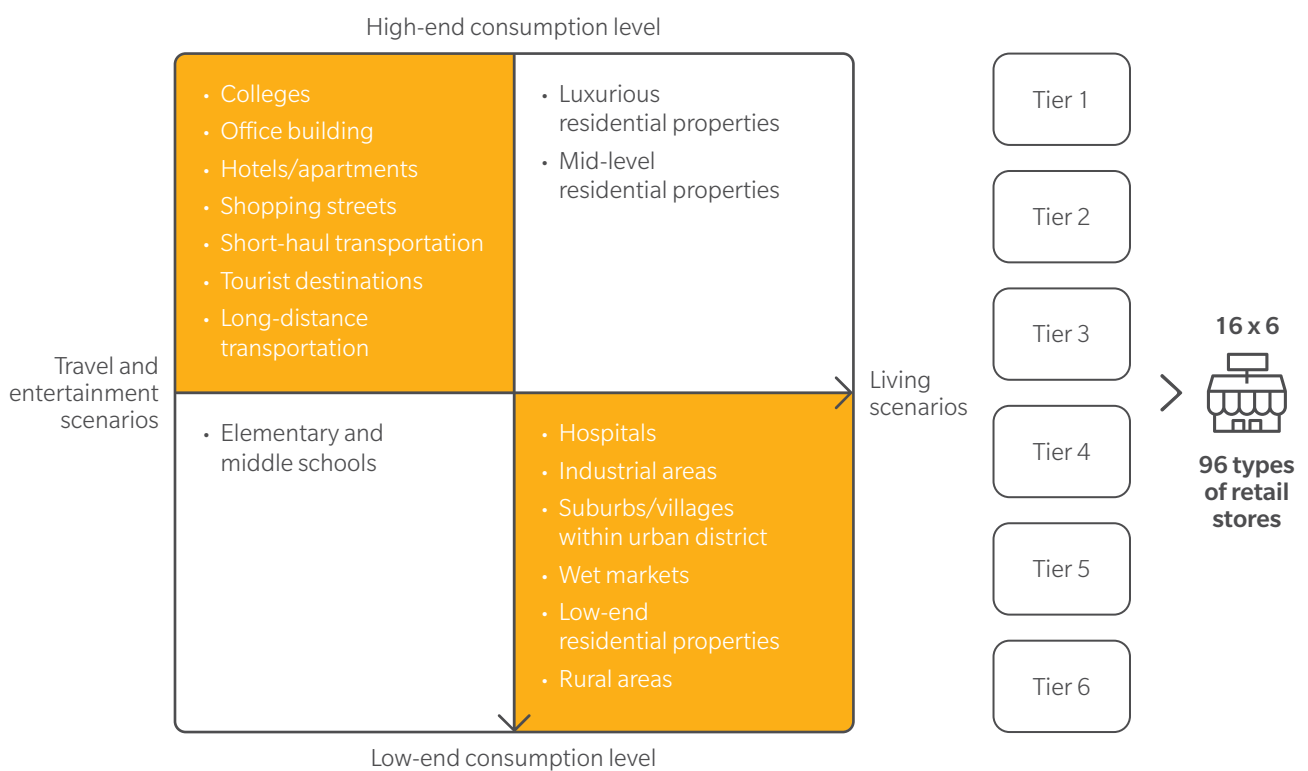 High-end consumption level
• Colleges
• Office building
• Hotels/apartments
• Shopping streets
• Short-haul transportation
• Tourist destinations
• Long-distance
transportation
• Luxurious
residential properties
• Mid-level
residential properties
Travel and
entertainment
scenarios
Living
scenarios
• Elementary and
middle schools
• Hospitals
• Industrial areas
• Suburbs/villages
within urban district
• Wet markets
• Low-end
residential properties
• Rural areas
Low-end consumption level
Tier 1
Tier 2
Tier 3
Tier 4
Tier 5
Tier 6
16 x 6
96 types
of retail
stores